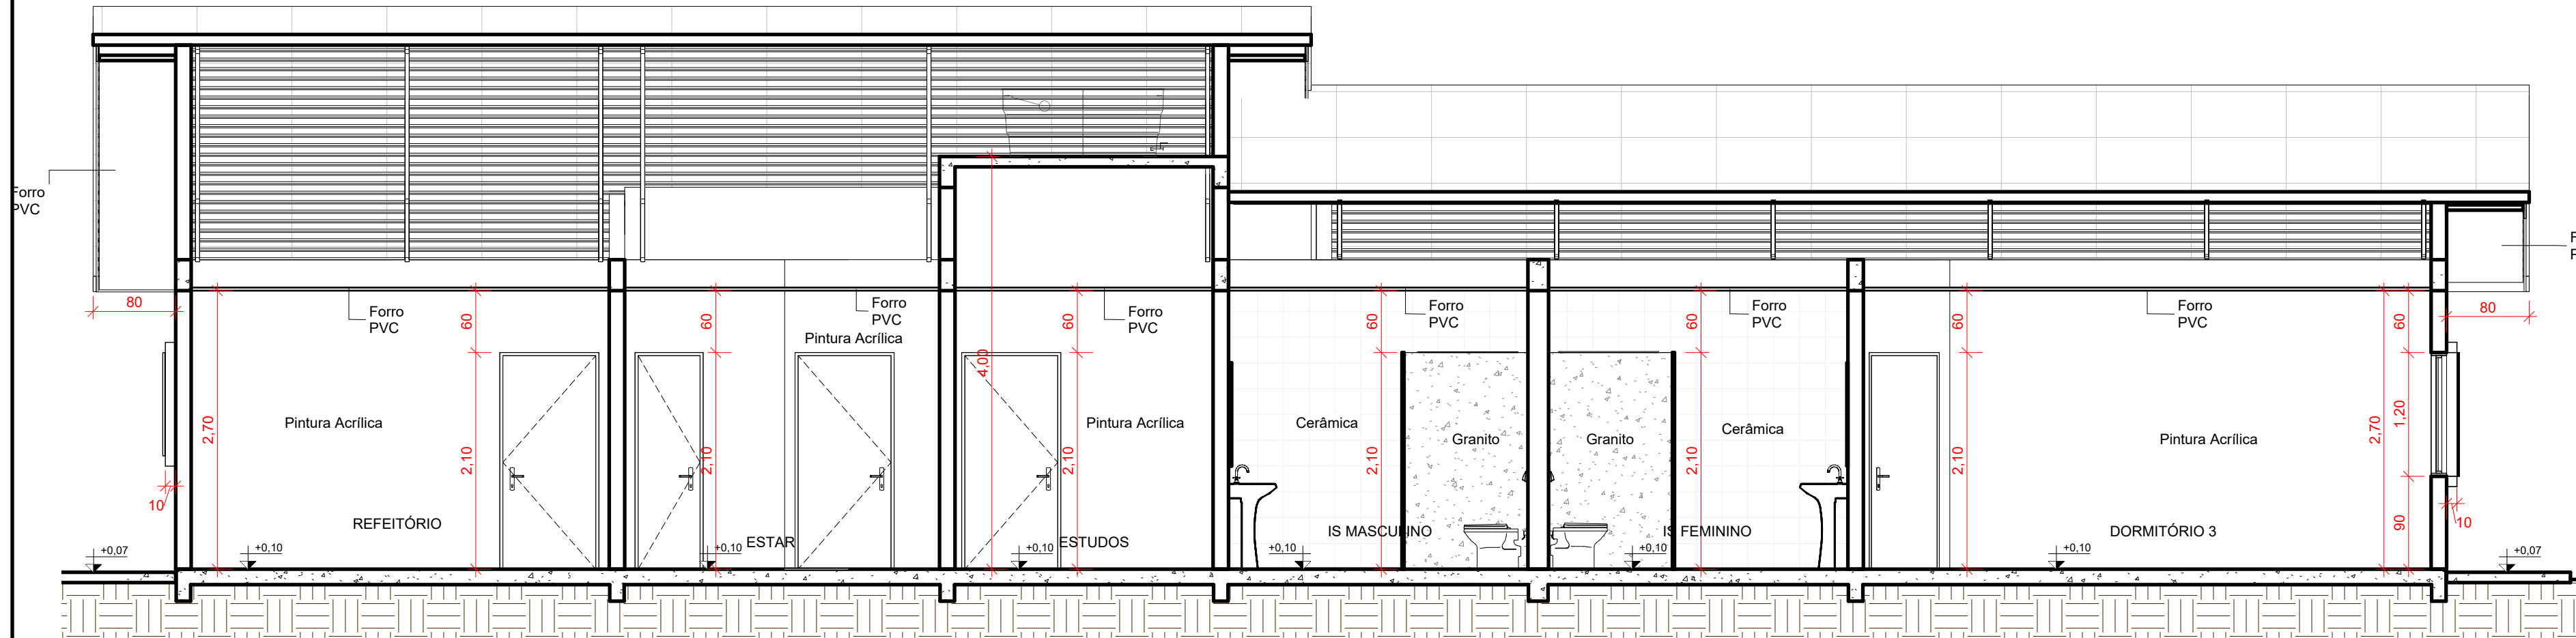 Forro
PVC
80
2,70
10
+0,07
+0,10
Forro
PVC
Pintura Acrílica
REFEITÓRIO
60
2,10
60
2,10
Forro
PVC
Pintura Acrílica
+0,10
ESTAR
4,00
60
2,10
Forro
PVC
Pintura Acrílica
+0,10
ESTUDOS
Cerâmica
60
2,10
Forro
PVC
Granito
+0,10
IS MASCULINO
Granito
60
2,10
Forro
PVC
Cerâmica
+0,10
IS FEMININO
60
2,10
Forro
PVC
Pintura Acrílica
+0,10
DORMITÓRIO 3
2,70
60
1,20
90
80
10
+0,07
F
P